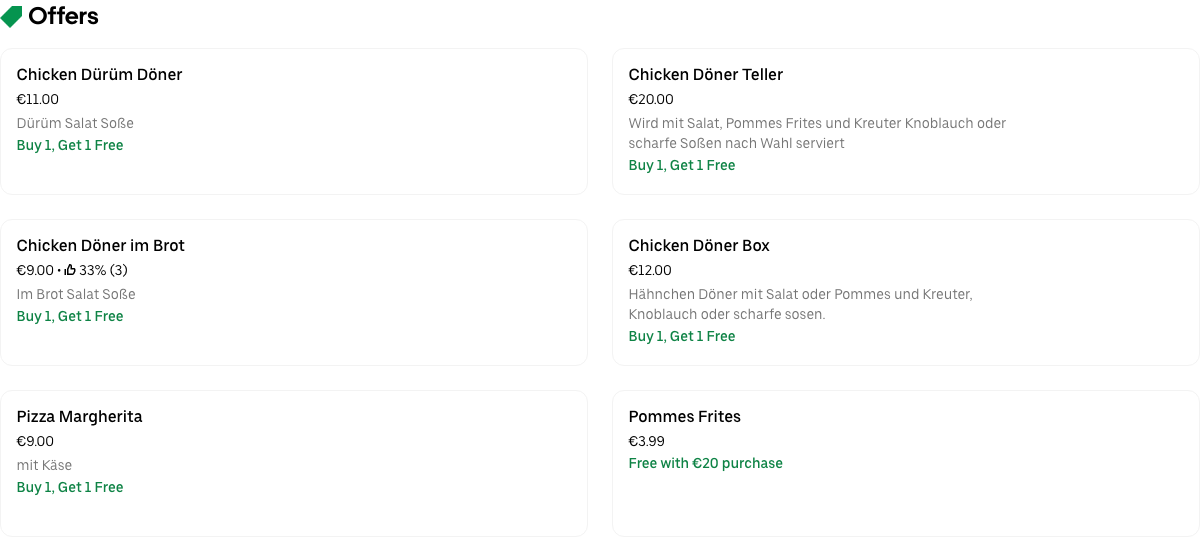 Offers
Chicken Dürüm Döner
€11.00
Dürüm Salat Soße
Buy 1, Get 1 Free
Chicken Döner Teller
€20.00
Wird mit Salat, Pommes Frites und Kreuter Knoblauch oder
scharfe Soßen nach Wahl serviert
Buy 1, Get 1 Free
Chicken Döner im Brot
€9.00 • 33% (3)
Im Brot Salat Soße
Buy 1, Get 1 Free
Chicken Döner Box
€12.00
Hähnchen Döner mit Salat oder Pommes und Kreuter,
Knoblauch oder scharfe sosen.
Buy 1, Get 1 Free
Pizza Margherita
€9.00
mit Käse
Buy 1, Get 1 Free
Pommes Frites
€3.99
Free with €20 purchase